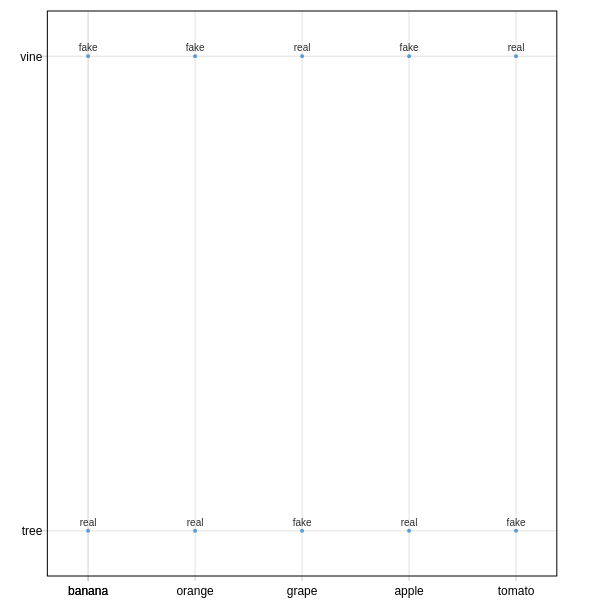 fake fake real fake real
vine
real real fake real fake
tree
banana orange grape apple tomato